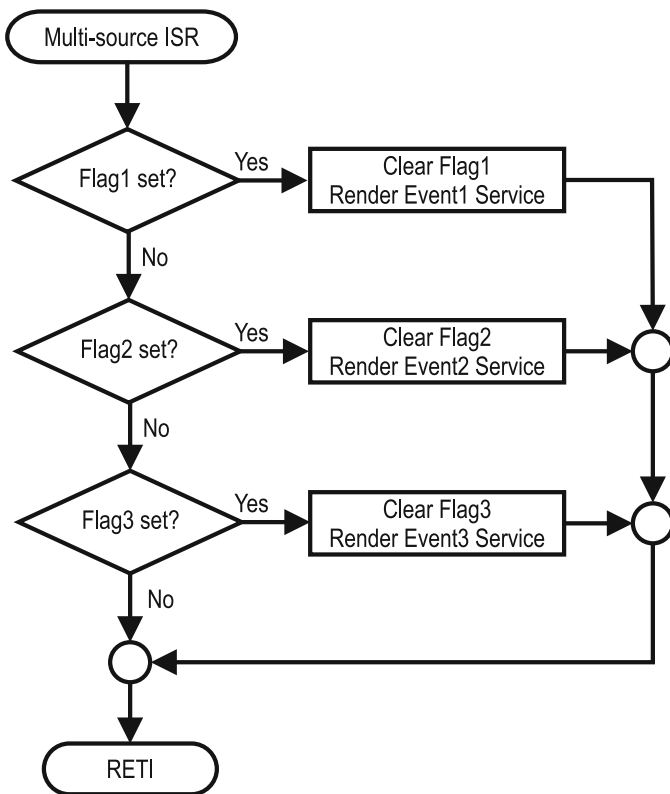 Multi-source ISR
Flag1 set?
Yes
Clear Flag1
Render Event1 Service
No
Flag2 set?
Yes
Clear Flag2
Render Event2 Service
No
Flag3 set?
Yes
Clear Flag3
Render Event3 Service
No
RETI